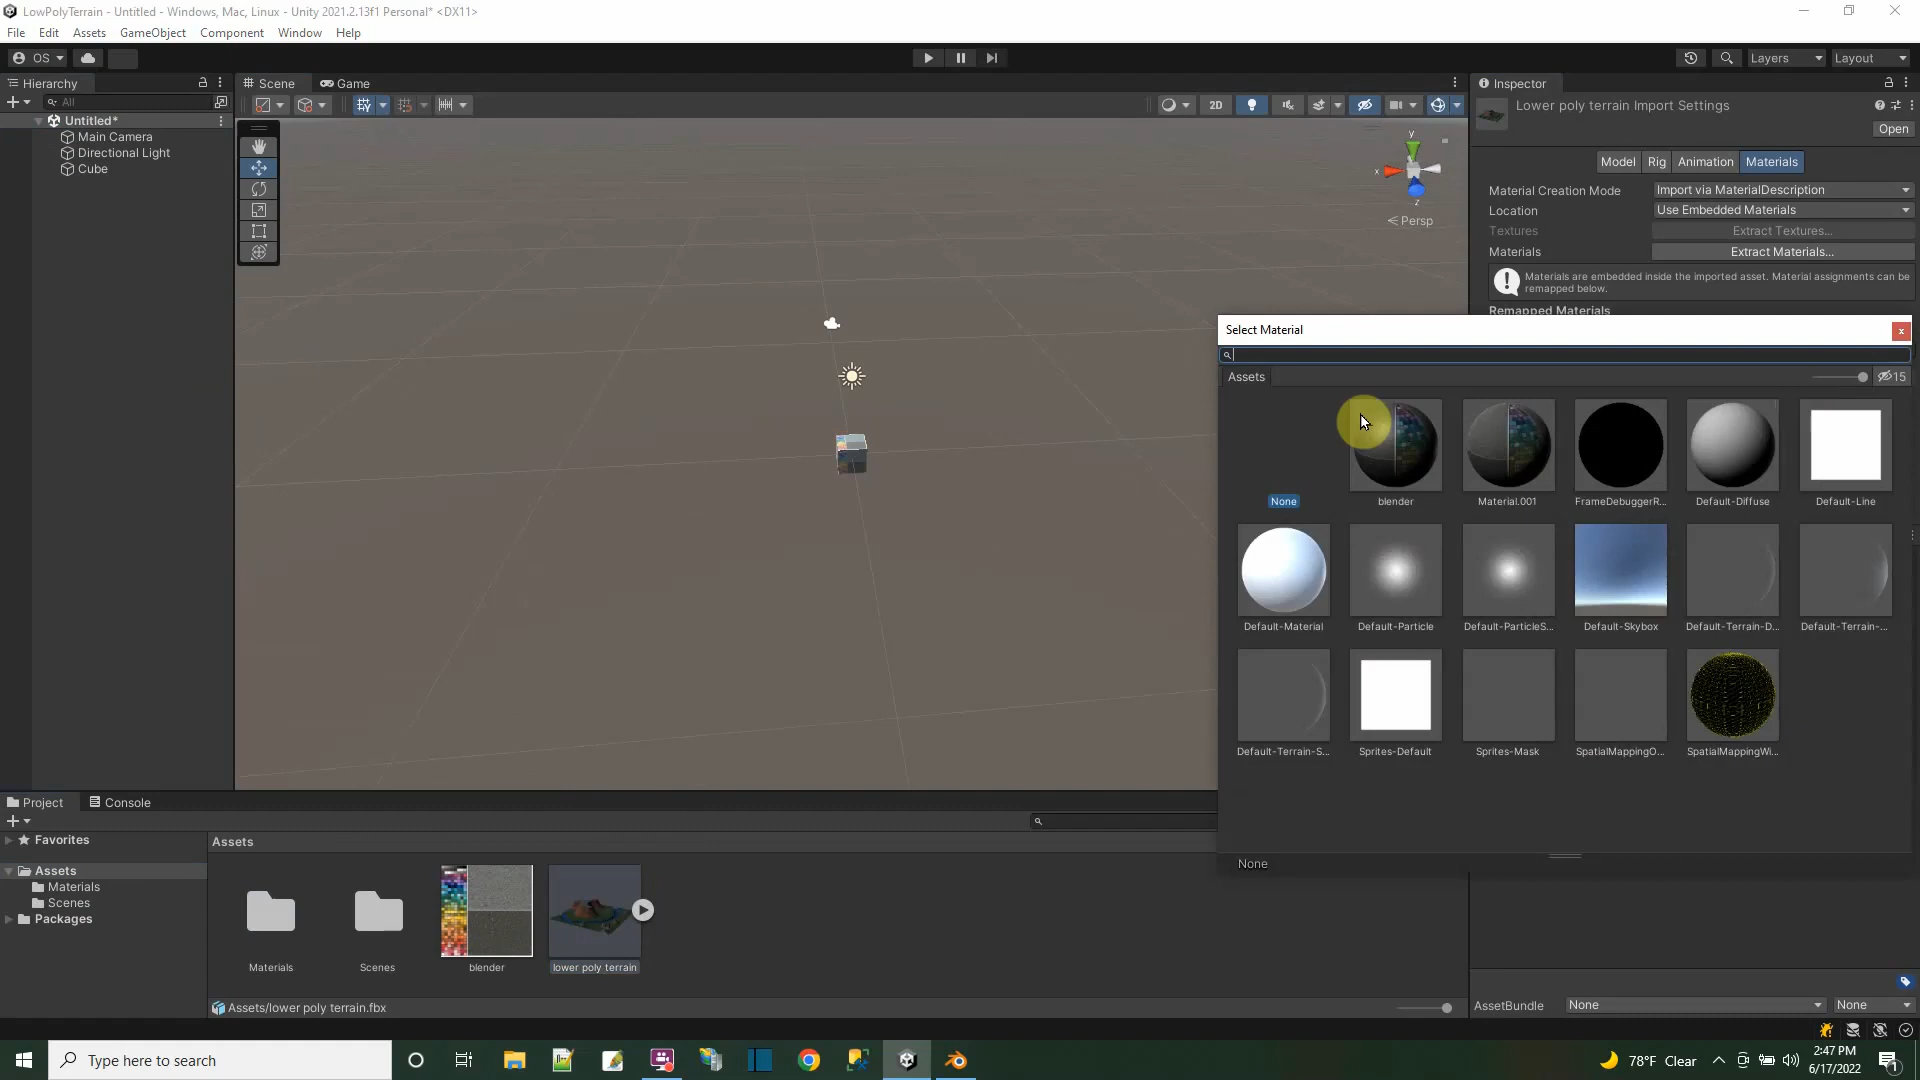 LowPolyTerrain - Untitled - Windows, Mac, Linux - Unity 2021.2.13f1 Personal* <DX11>
File Edit Assets GameObject Component Window Help
OS
Layers
Layout
Hierarchy
All
Untitled*
Main Camera
Directional Light
Cube
Scene
Game
2D
y
x
z
< Persp
Inspector
Lower poly terrain Import Settings
Open
Model Rig Animation Materials
Material Creation Mode Import via MaterialDescription
Location Use Embedded Materials
Textures Extract Textures...
Materials Extract Materials...
Materials are embedded inside the imported asset. Material assignments can be
remapped below.
Remapped Materials
Select Material
x
Assets
15
None blender Material.001 FrameDebuggerR... Default-Diffuse Default-Line
Default-Material Default-Particle Default-ParticleS... Default-Skybox Default-Terrain-D... Default-Terrain-...
Default-Terrain-S... Sprites-Default Sprites-Mask SpatialMappingO... SpatialMappingWi...
None
Project
Console
Favorites
Assets
Materials
Scenes
Packages
Assets
Materials Scenes blender lower poly terrain
Assets/lower poly terrain.fbx
AssetBundle None None
Type here to search
78°F Clear
2:47 PM
6/17/2022
1